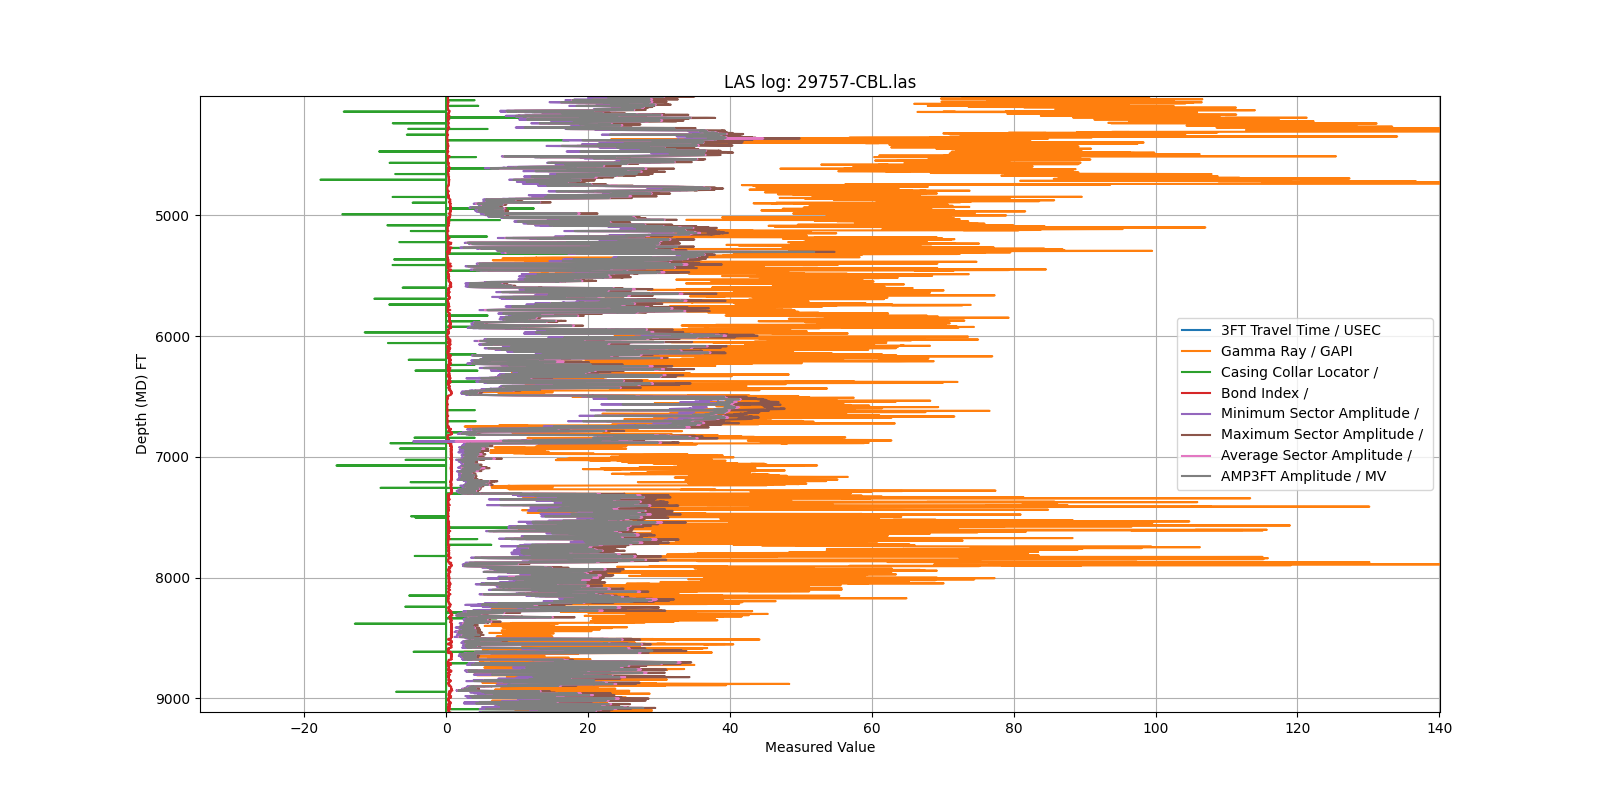 LAS log: 29757-CBL.las
Depth (MD) FT
5000
6000
7000
8000
9000
3FT Travel Time / USEC
Gamma Ray / GAPI
Casing Collar Locator /
Bond Index /
Minimum Sector Amplitude /
Maximum Sector Amplitude /
Average Sector Amplitude /
AMP3FT Amplitude / MV
−20 0 20 40 60 80 100 120 140
Measured Value